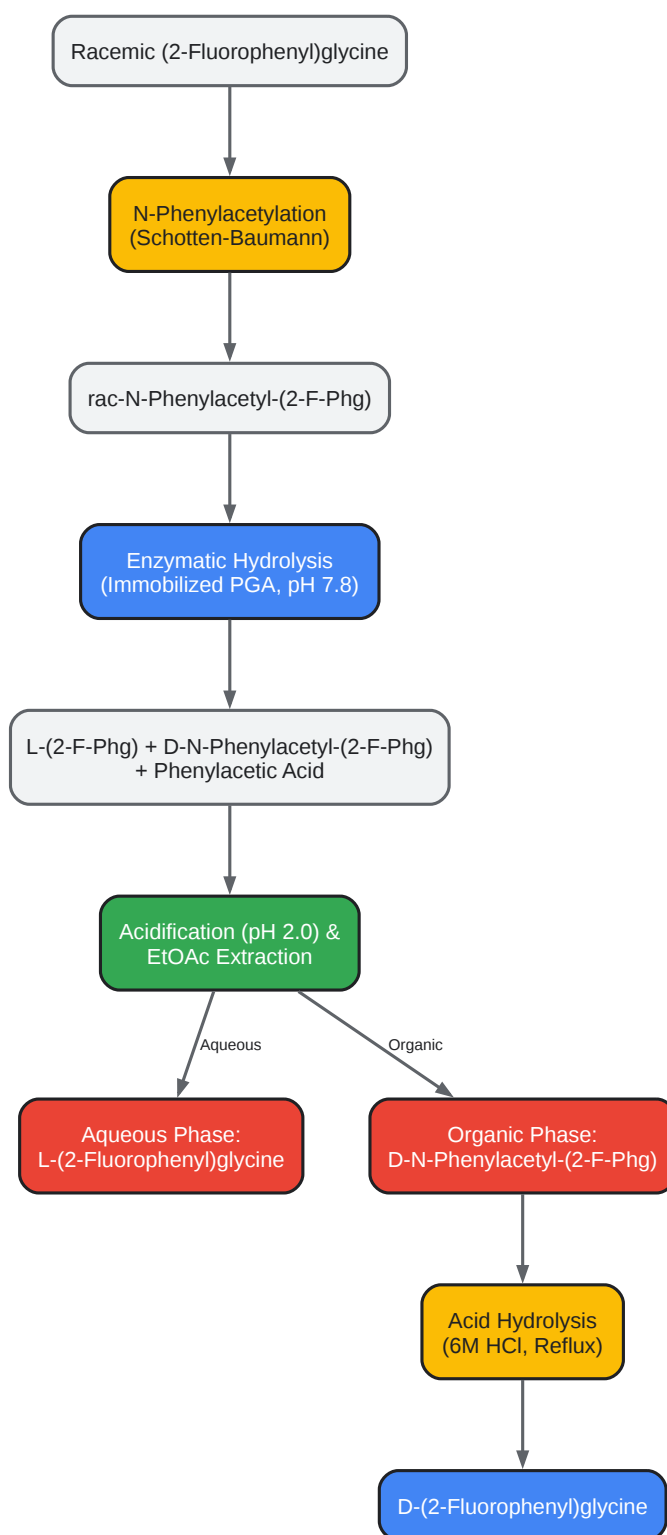 Racemic (2-Fluorophenyl)glycine
N-Phenylacetylation
(Schotten-Baumann)
rac-N-Phenylacetyl-(2-F-Phg)
Enzymatic Hydrolysis
(Immobilized PGA, pH 7.8)
L-(2-F-Phg) + D-N-Phenylacetyl-(2-F-Phg)
+ Phenylacetic Acid
Acidification (pH 2.0) &
EtOAc Extraction
Aqueous
Organic
Aqueous Phase:
L-(2-Fluorophenyl)glycine
Organic Phase:
D-N-Phenylacetyl-(2-F-Phg)
Acid Hydrolysis
(6M HCl, Reflux)
D-(2-Fluorophenyl)glycine